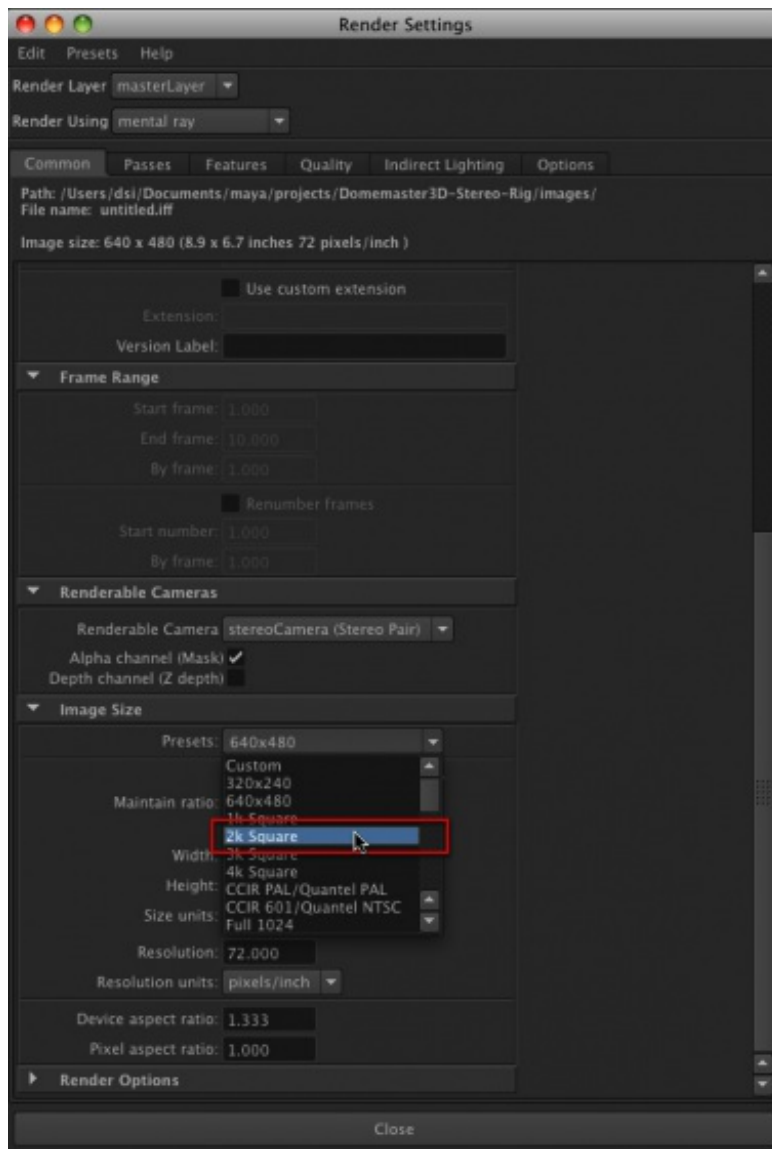 Render Settings
Edit Presets Help
Render Layer masterLayer
Render Using mental ray
Common Passes Features Quality Indirect Lighting Options
Path: /Users/dsi/Documents/maya/projects/Domemaster3D-Stereo-Rig/images/
File name: untitled.iff
Image size: 640 x 480 (8.9 x 6.7 inches 72 pixels/inch )
Use custom extension
Extension:
Version Label:
Frame Range
Start frame: 1.000
End frame: 10.000
By frame: 1.000
Renumber frames
Start number: 1.000
By frame: 1.000
Renderable Cameras
Renderable Camera stereoCamera (Stereo Pair)
Alpha channel (Mask)
Depth channel (Z depth)
Image Size
Presets: 640x480
Custom
320x240
Maintain ratio: 640x480
1k Square
2k Square
Width: 3k Square
4k Square
Height: CCIR PAL/Quantel PAL
Size units: CCIR 601/Quantel NTSC
Full 1024
Resolution: 72.000
Resolution units: pixels/inch
Device aspect ratio: 1.333
Pixel aspect ratio: 1.000
Render Options
Close